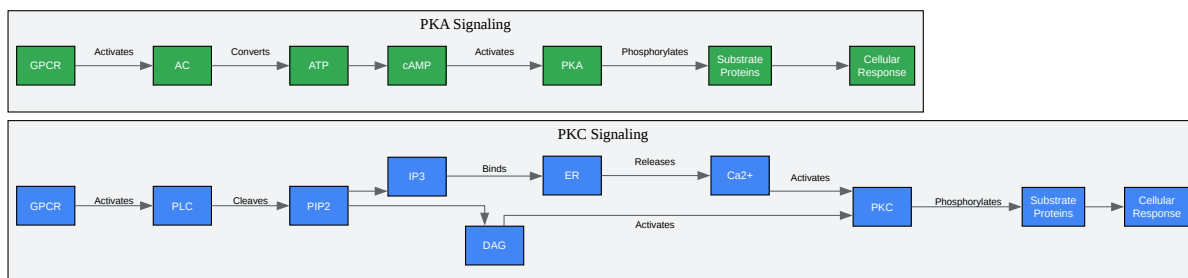 PKA Signaling
GPCR
Activates
AC
Converts
ATP
cAMP
Activates
PKA
Phosphorylates
Substrate
Proteins
Cellular
Response
PKC Signaling
GPCR
Activates
PLC
Cleaves
PIP2
IP3
Binds
ER
Releases
Ca2+
Activates
DAG
Activates
PKC
Phosphorylates
Substrate
Proteins
Cellular
Response